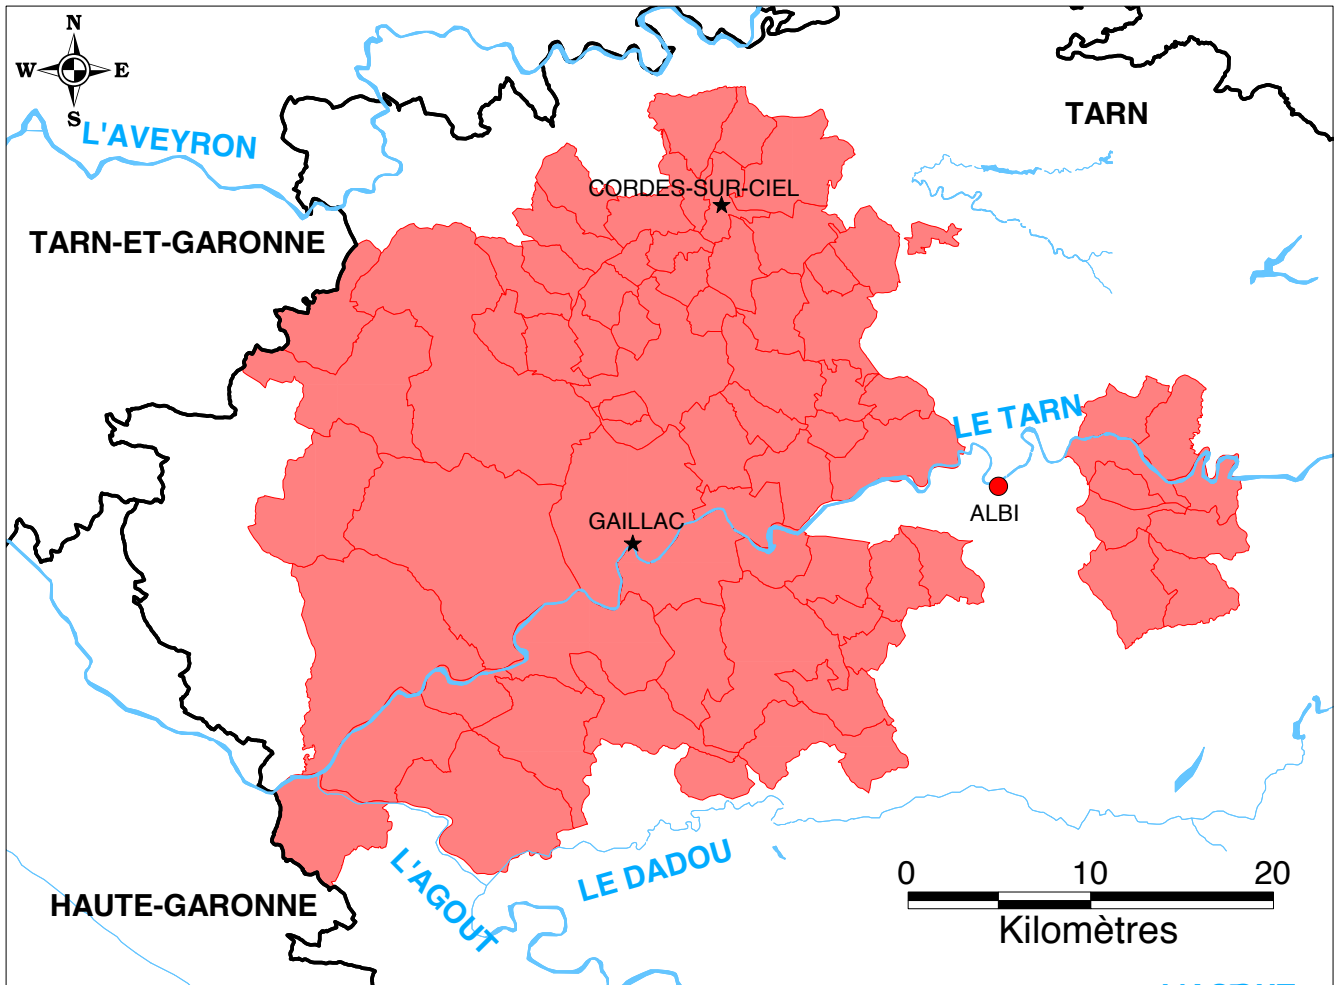 N
W E
S
L'AVEYRON
TARN
CORDES-SUR-CIEL
TARN-ET-GARONNE
LE TARN
GAILLAC
ALBI
L'AGOUT
LE DADOU
0 10 20
Kilomètres
HAUTE-GARONNE